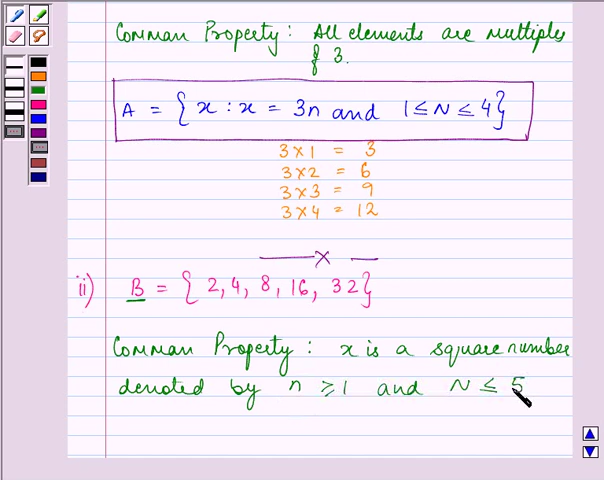 Common Property : All elements are multiples
of 3.
A = { x : x = 3n and 1 ≤ N ≤ 4 }
3 × 1 = 3
3 × 2 = 6
3 × 3 = 9
3 × 4 = 12
ii) B = { 2, 4, 8, 16, 32 }
Common Property : x is a square number
denoted by n ≥ 1 and N ≤ 5